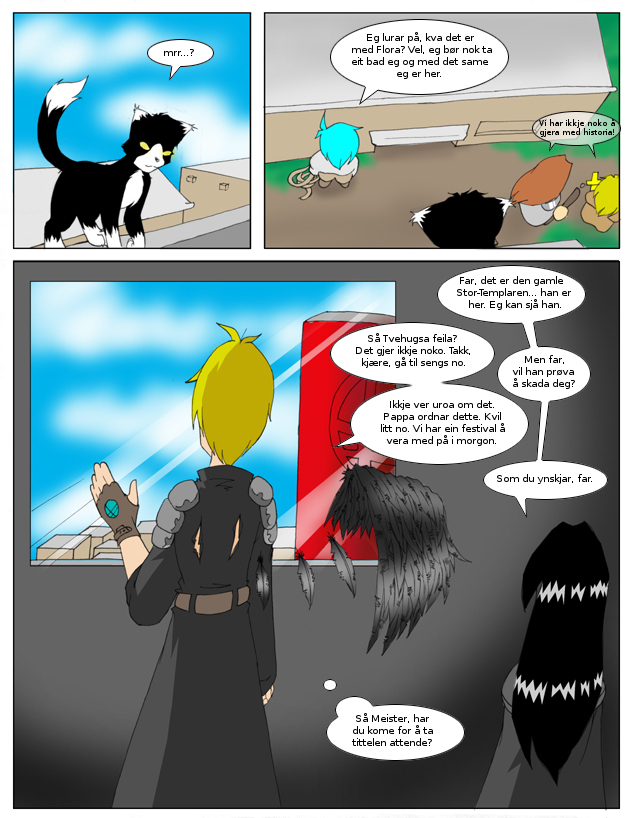 mrr...?
Eg lurar på, kva det er
med Flora? Vel, eg bør nok ta
eit bad eg og med det same
eg er her.
Vi har ikkje noko å
gjera med historia!
Far, det er den gamle
Stor-Templaren... han er
her. Eg kan sjå han.
Så Tvehugsa feila?
Det gjer ikkje noko. Takk,
kjære, gå til sengs no.
Men far,
vil han prøva
å skada deg?
Ikkje ver uroa om det.
Pappa ordnar dette. Kvil
litt no. Vi har ein festival å
vera med på i morgon.
Som du ynskjar, far.
Så Meister, har
du kome for å ta
tittelen attende?